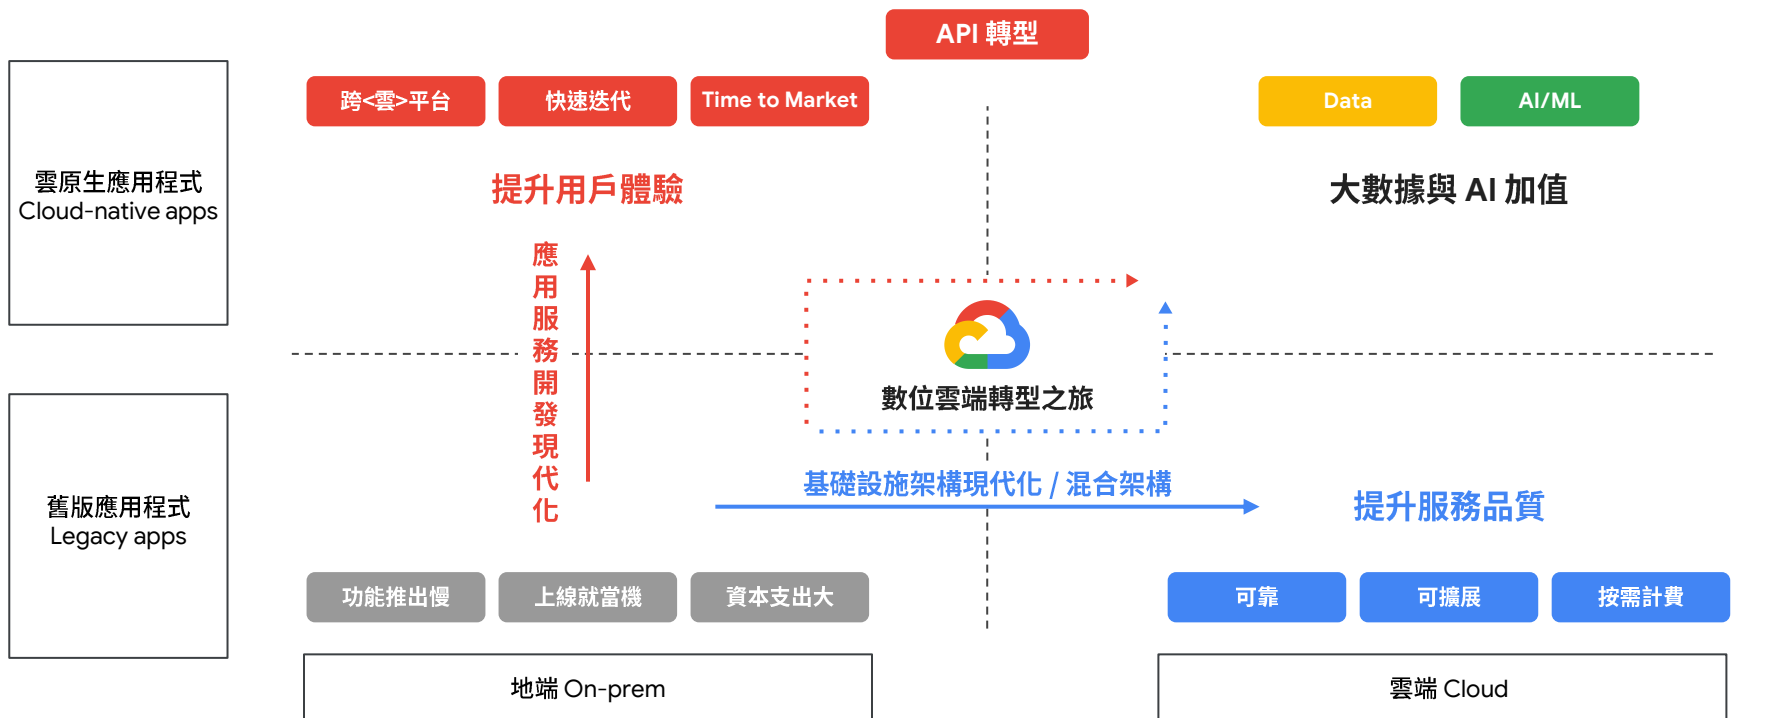 API 轉型
跨<雲>平台
快速迭代
Time to Market
Data
AI/ML
雲原生應用程式
Cloud-native apps
提升用戶體驗
大數據與 AI 加值
應用服務開發現代化
數位雲端轉型之旅
基礎設施架構現代化 / 混合架構
提升服務品質
舊版應用程式
Legacy apps
功能推出慢
上線就當機
資本支出大
可靠
可擴展
按需計費
地端 On-prem
雲端 Cloud